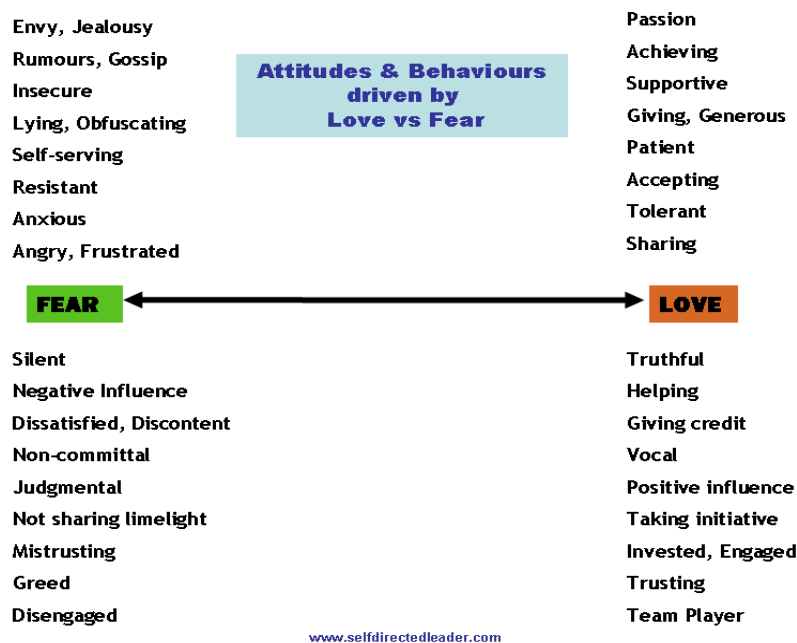 Envy, Jealousy
Rumours, Gossip
Insecure
Lying, Obfuscating
Self-serving
Resistant
Anxious
Angry, Frustrated
Attitudes & Behaviours
driven by
Love vs Fear
Passion
Achieving
Supportive
Giving, Generous
Patient
Accepting
Tolerant
Sharing
FEAR
LOVE
Silent
Negative Influence
Dissatisfied, Discontent
Non-committal
Judgmental
Not sharing limelight
Mistrusting
Greed
Disengaged
Truthful
Helping
Giving credit
Vocal
Positive influence
Taking initiative
Invested, Engaged
Trusting
Team Player
www.selfdirectedleader.com